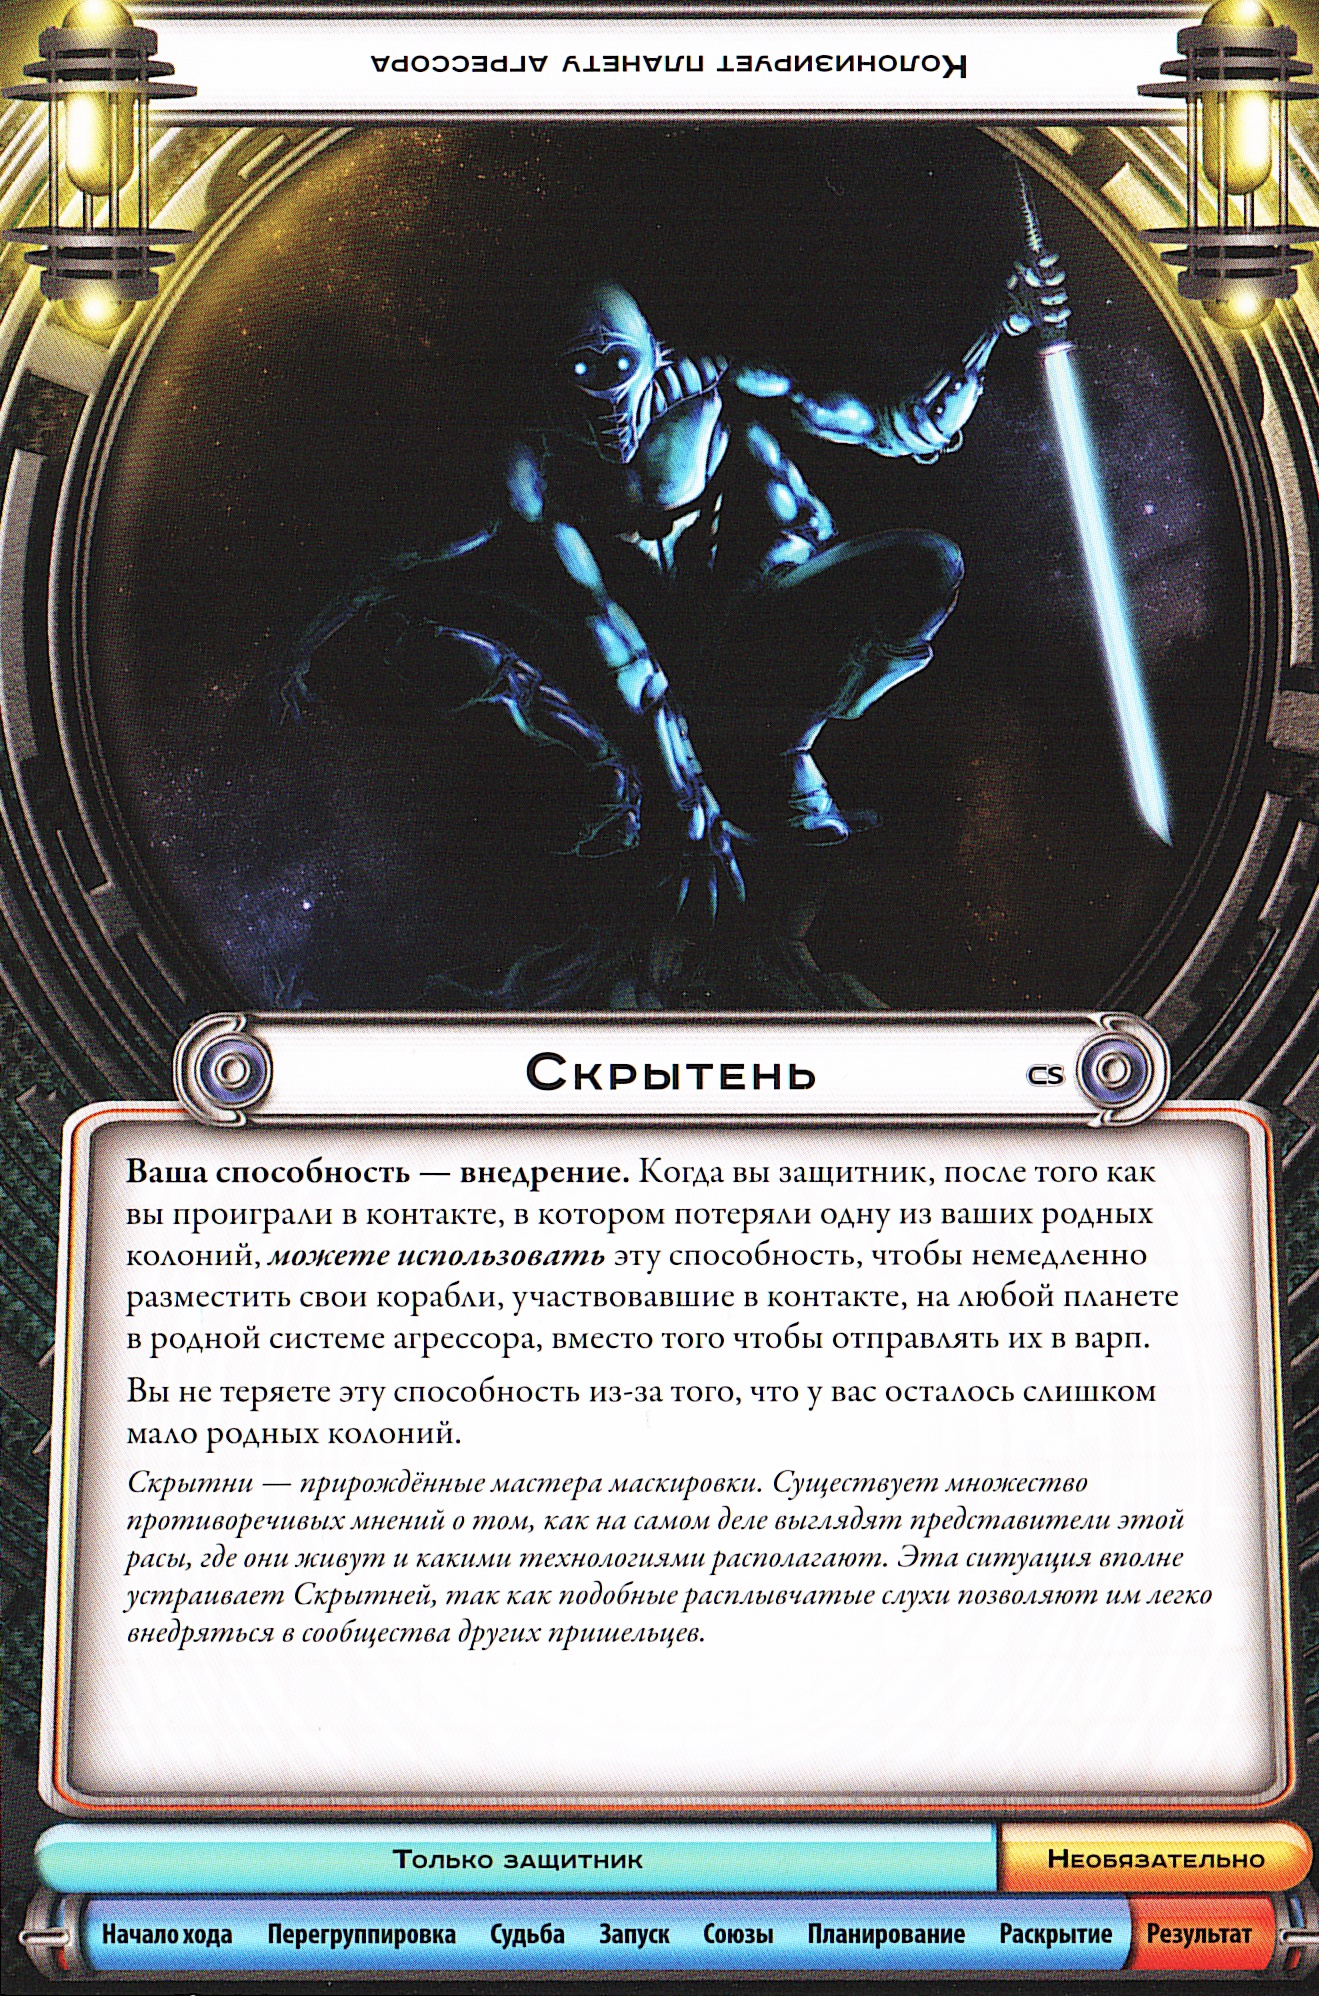 Колонизирует планету агрессора
Скрытень
CS
Ваша способность — внедрение. Когда вы защитник, после того как
вы проиграли в контакте, в котором потеряли одну из ваших родных
колоний, можете использовать эту способность, чтобы немедленно
разместить свои корабли, участвовавшие в контакте, на любой планете
в родной системе агрессора, вместо того чтобы отправлять их в варп.
Вы не теряете эту способность из-за того, что у вас осталось слишком
мало родных колоний.
Скрытни — прирождённые мастера маскировки. Существует множество
противоречивых мнений о том, как на самом деле выглядят представители этой
расы, где они живут и какими технологиями располагают. Эта ситуация вполне
устраивает Скрытней, так как подобные расплывчатые слухи позволяют им легко
внедряться в сообщества других пришельцев.
Только защитник Необязательно
Начало хода Перегруппировка Судьба Запуск Союзы Планирование Раскрытие Результат